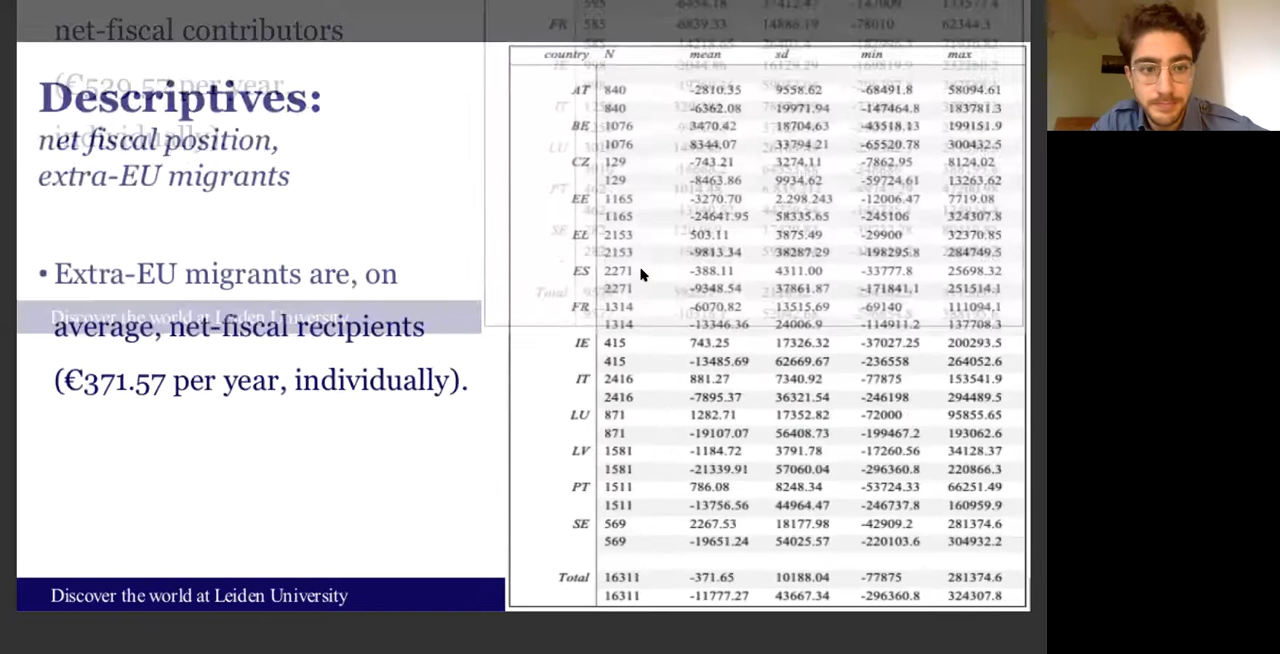 net-fiscal contributors
(€529.57 per year,
individually)
Descriptives:
net fiscal position,
extra-EU migrants
• Extra-EU migrants are, on
Discover the world at Leiden University
average, net-fiscal recipients
(€371.57 per year, individually).
Discover the world at Leiden University
FR 585 -6839.33 14886.19 -78010 62344.3
country N mean sd min max
AT 840 -2810.35 9558.62 -68491.8 58094.61
840 -6362.08 19971.94 -147464.8 183781.3
BE 1076 3470.42 18704.63 -43518.13 199151.9
1076 8344.07 33794.21 -65520.78 300432.5
CZ 129 -743.21 3274.11 -7862.95 8124.02
129 -8463.86 9934.62 -59724.61 13263.62
EE 1165 -3270.70 2.298.243 -12006.47 7719.08
1165 -24641.95 58335.65 -245106 324307.8
EL 2153 503.11 3875.49 -29900 32370.85
2153 -9813.34 38287.29 -198295.8 284749.5
ES 2271 -388.11 4311.00 -33777.8 25698.32
2271 -9348.54 37861.87 -171841.1 251514.1
FR 1314 -6070.82 13515.69 -69140 111094.1
1314 -13346.36 24006.9 -114911.2 137708.3
IE 415 743.25 17326.32 -37027.25 200293.5
415 -13485.69 62669.67 -236558 264052.6
IT 2416 881.27 7340.92 -77875 153541.9
2416 -7895.37 36321.54 -246198 294489.5
LU 871 1282.71 17352.82 -72000 95855.65
871 -19107.07 56408.73 -199467.2 193062.6
LV 1581 -1184.72 3791.78 -17260.56 34128.37
1581 -21339.91 57060.04 -296360.8 220866.3
PT 1511 786.08 8248.34 -53724.33 66251.49
1511 -13756.56 44964.47 -246737.8 160959.9
SE 569 2267.53 18177.98 -42909.2 281374.6
569 -19651.24 54025.57 -220103.6 304932.2
Total 16311 -371.65 10188.04 -77875 281374.6
16311 -11777.27 43667.34 -296360.8 324307.8